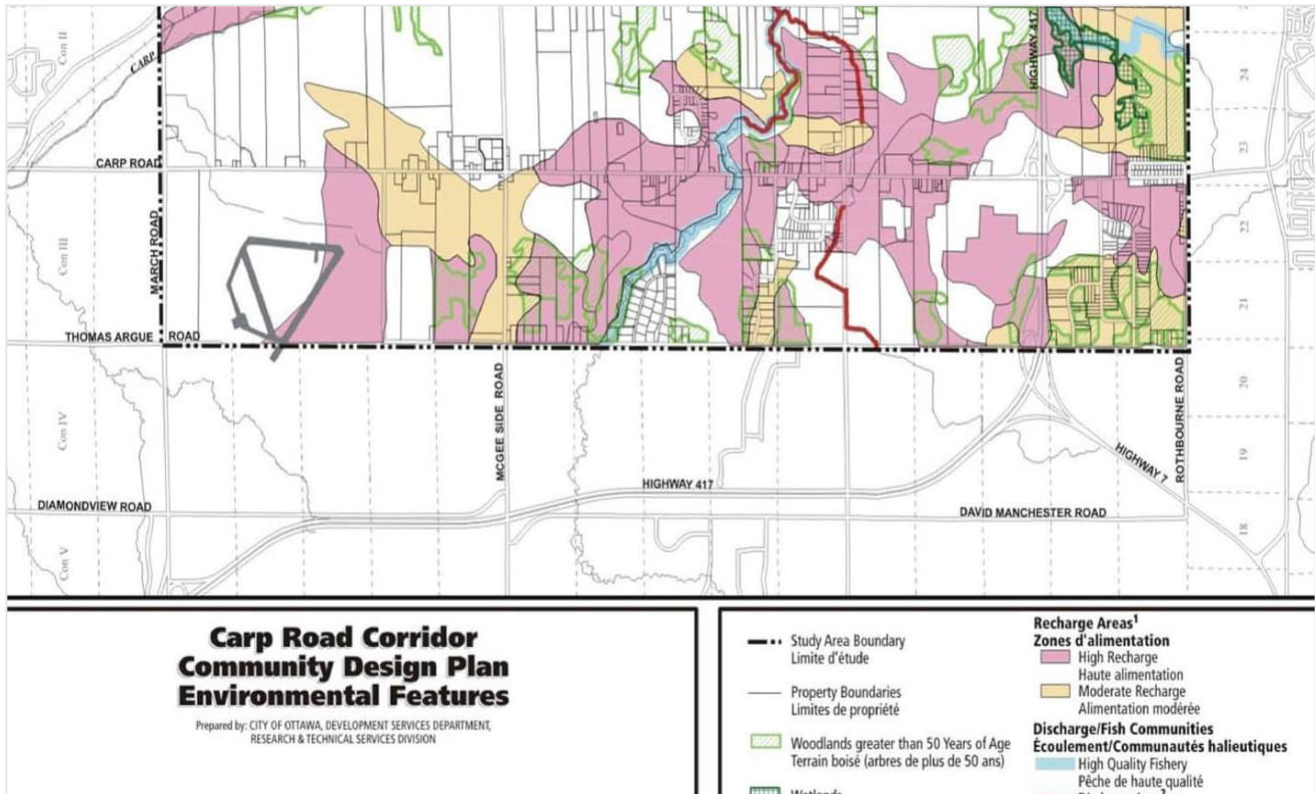 Con II
CARP
HIGHWAY 417
24
CARP ROAD
23
MARCH ROAD
Con III
22
21
THOMAS ARGUE ROAD
MCGEE SIDE ROAD
20
ROTHBOURNE ROAD
Con IV
19
HIGHWAY 7
HIGHWAY 417
DIAMONDVIEW ROAD
DAVID MANCHESTER ROAD
18
Con V
Carp Road Corridor
Community Design Plan
Environmental Features
Prepared by: CITY OF OTTAWA, DEVELOPMENT SERVICES DEPARTMENT,
RESEARCH & TECHNICAL SERVICES DIVISION
Study Area Boundary
Limite d'étude
Property Boundaries
Limites de propriété
Woodlands greater than 50 Years of Age
Terrain boisé (arbres de plus de 50 ans)
Wetlands
Recharge Areas¹
Zones d'alimentation
High Recharge
Haute alimentation
Moderate Recharge
Alimentation modérée
Discharge/Fish Communities
Écoulement/Communautés halieutiques
High Quality Fishery
Pêche de haute qualité